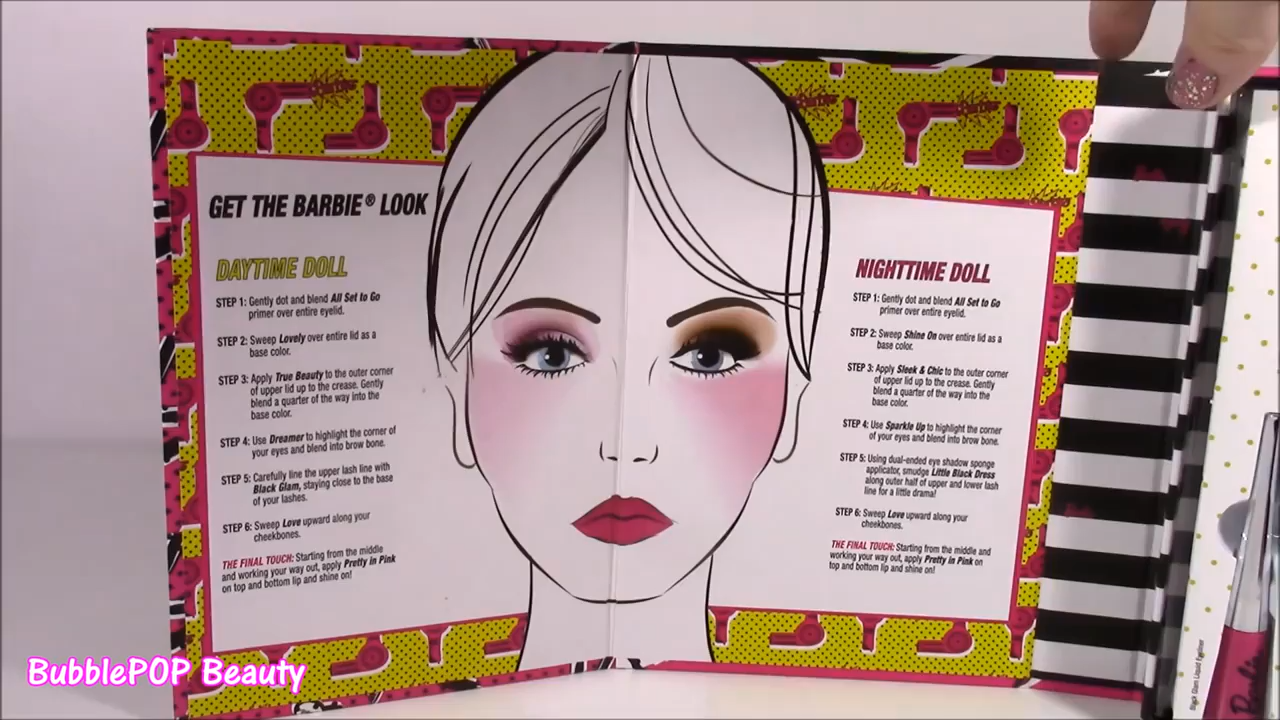 GET THE BARBIE® LOOK
DAYTIME DOLL
STEP 1: Gently dot and blend All Set to Go
primer over entire eyelid.
STEP 2: Sweep Lovely over entire lid as a
base color.
STEP 3: Apply True Beauty to the outer corner
of upper lid up to the crease. Gently
blend a quarter of the way into the
base color.
STEP 4: Use Dreamer to highlight the corner of
your eyes and blend into brow bone.
STEP 5: Carefully line the upper lash line with
Black Glam, staying close to the base
of your lashes.
STEP 6: Sweep Love upward along your
cheekbones.
THE FINAL TOUCH: Starting from the middle
and working your way out, apply Pretty in Pink
on top and bottom lip and shine on!
NIGHTTIME DOLL
STEP 1: Gently dot and blend All Set to Go
primer over entire eyelid.
STEP 2: Sweep Shine On over entire lid as a
base color.
STEP 3: Apply Sleek & Chic to the outer corner
of upper lid up to the crease. Gently
blend a quarter of the way into the
base color.
STEP 4: Use Sparkle Up to highlight the corner
of your eyes and blend into brow bone.
STEP 5: Using dual-ended eye shadow sponge
applicator, smudge Little Black Dress
along outer half of upper and lower lash
line for a little drama!
STEP 6: Sweep Love upward along your
cheekbones.
THE FINAL TOUCH: Starting from the middle and
working your way out, apply Pretty in Pink on
top and bottom lip and shine on!
Black Glam Liquid Eyeliner
Barbie
BubblePOP Beauty